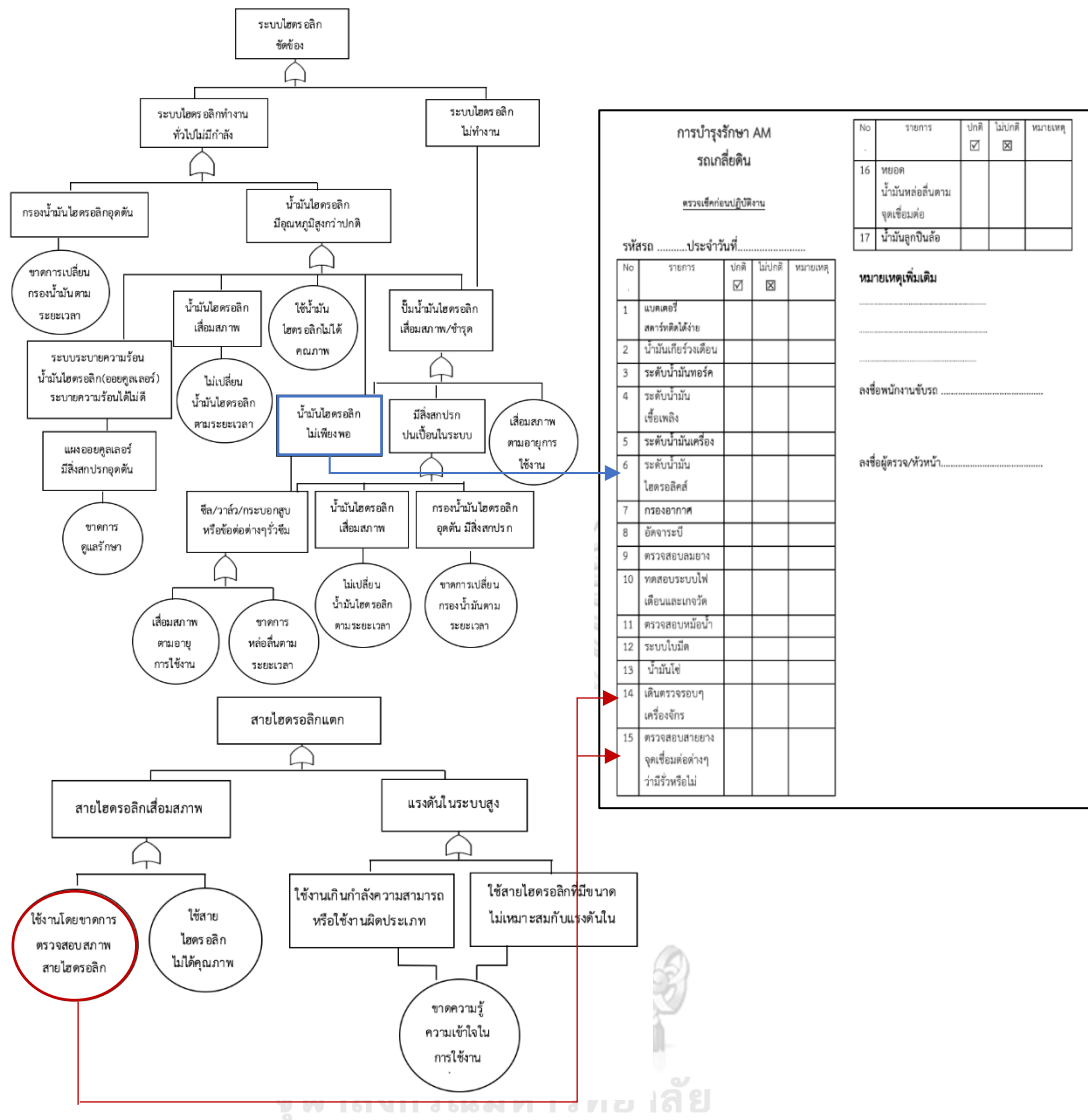 ระบบไฮดรอลิก
ขัดข้อง
ระบบไฮดรอลิกทำงาน
ทั่วไปไม่มีกำลัง
ระบบไฮดรอลิก
ไม่ทำงาน
กรองน้ำมันไฮดรอลิกอุดตัน
น้ำมันไฮดรอลิก
มีอุณหภูมิสูงกว่าปกติ
ขาดการเปลี่ยน
กรองน้ำมันตาม
ระยะเวลา
น้ำมันไฮดรอลิก
เสื่อมสภาพ
ใช้น้ำมัน
ไฮดรอลิกไม่ได้
คุณภาพ
ปั๊มน้ำมันไฮดรอลิก
เสื่อมสภาพ/ชำรุด
ระบบระบายความร้อน
น้ำมันไฮดรอลิก(ออยคูลเลอร์)
ระบายความร้อนได้ไม่ดี
ไม่เปลี่ยน
น้ำมันไฮดรอลิก
ตามระยะเวลา
น้ำมันไฮดรอลิก
ไม่เพียงพอ
มีสิ่งสกปรก
ปนเปื้อนในระบบ
เสื่อมสภาพ
ตามอายุการ
ใช้งาน
แผงออยคูลเลอร์
มีสิ่งสกปรกอุดตัน
ขาดการ
ดูแลรักษา
ซีล/วาล์ว/กระบอกสูบ
หรือข้อต่อต่างๆรั่วซึม
น้ำมันไฮดรอลิก
เสื่อมสภาพ
กรองน้ำมันไฮดรอลิก
อุดตัน มีสิ่งสกปรก
เสื่อมสภาพ
ตามอายุ
การใช้งาน
ขาดการ
หล่อลื่นตาม
ระยะเวลา
ไม่เปลี่ยน
น้ำมันไฮดรอลิก
ตามระยะเวลา
ขาดการเปลี่ยน
กรองน้ำมันตาม
ระยะเวลา
สายไฮดรอลิกแตก
สายไฮดรอลิกเสื่อมสภาพ
แรงดันในระบบสูง
ใช้งานโดยขาดการ
ตรวจสอบสภาพ
สายไฮดรอลิก
ใช้สาย
ไฮดรอลิก
ไม่ได้คุณภาพ
ใช้งานเกินกำลังความสามารถ
หรือใช้งานผิดประเภท
ใช้สายไฮดรอลิกที่มีขนาด
ไม่เหมาะสมกับแรงดันใน
ขาดความรู้
ความเข้าใจใน
การใช้งาน
การบำรุงรักษา AM
รถเกลี่ยดิน
ตรวจเช็คก่อนปฏิบัติงาน
รหัสรถ ...........ประจำวันที่.........................
No. รายการ ปกติ ☑ ไม่ปกติ ☒ หมายเหตุ
1 แบตเตอรี่
สตาร์ทติดได้ง่าย
2 น้ำมันเกียร์วงเดือน
3 ระดับน้ำมันทอร์ค
4 ระดับน้ำมัน
เชื้อเพลิง
5 ระดับน้ำมันเครื่อง
6 ระดับน้ำมัน
ไฮดรอลิคส์
7 กรองอากาศ
8 อัดจาระบี
9 ตรวจสอบลมยาง
10 ทดสอบระบบไฟ
เตือนและเกจวัด
11 ตรวจสอบหม้อน้ำ
12 ระบบใบมีด
13 น้ำมันโซ่
14 เดินตรวจรอบๆ
เครื่องจักร
15 ตรวจสอบสายยาง
จุดเชื่อมต่อต่างๆ
ว่ามีรั่วหรือไม่
No. รายการ ปกติ ☑ ไม่ปกติ ☒ หมายเหตุ
16 หยอด
น้ำมันหล่อลื่นตาม
จุดเชื่อมต่อ
17 น้ำมันลูกปืนล้อ
หมายเหตุเพิ่มเติม
ลงชื่อพนักงานขับรถ ....................................
ลงชื่อผู้ตรวจ/หัวหน้า....................................